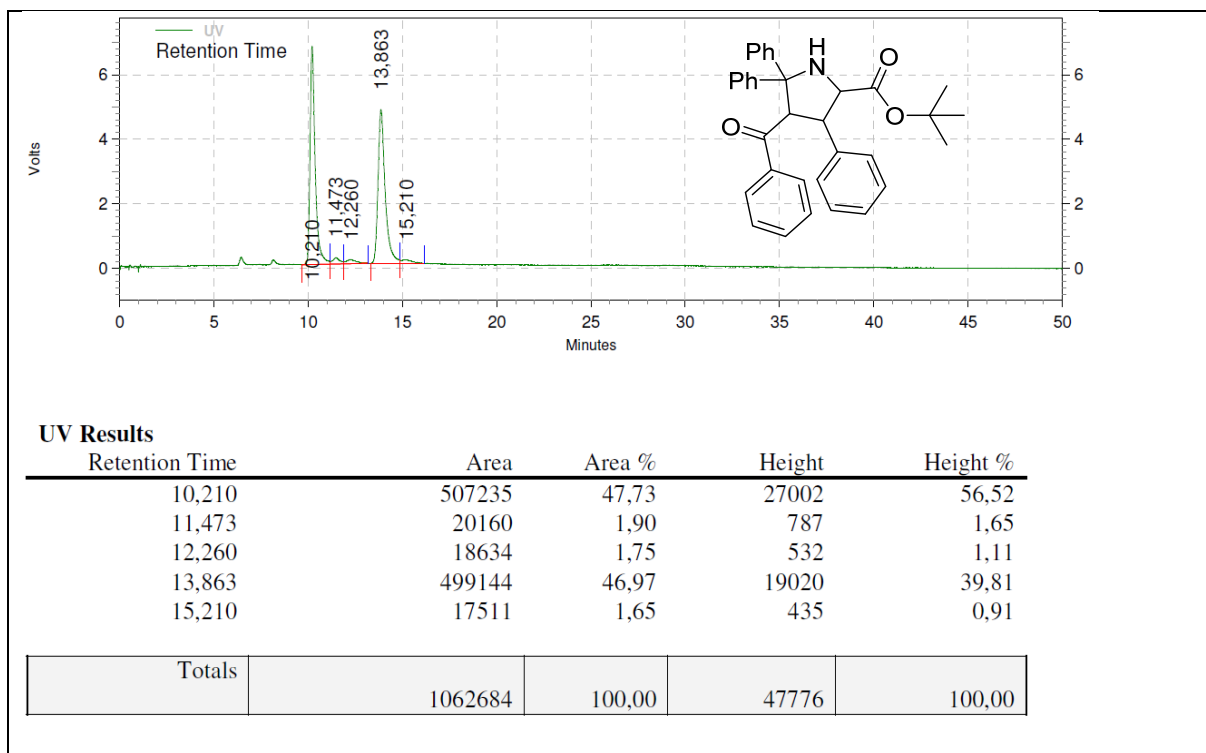 UV
Retention Time
Volts
6
4
2
0
10,210
11,473
12,260
13,863
15,210
6
4
2
0
0 5 10 15 20 25 30 35 40 45 50
Minutes
Ph
Ph
H
N
O
O
O
UV Results
Retention Time Area Area % Height Height %
10,210 507235 47,73 27002 56,52
11,473 20160 1,90 787 1,65
12,260 18634 1,75 532 1,11
13,863 499144 46,97 19020 39,81
15,210 17511 1,65 435 0,91
Totals
1062684 100,00 47776 100,00